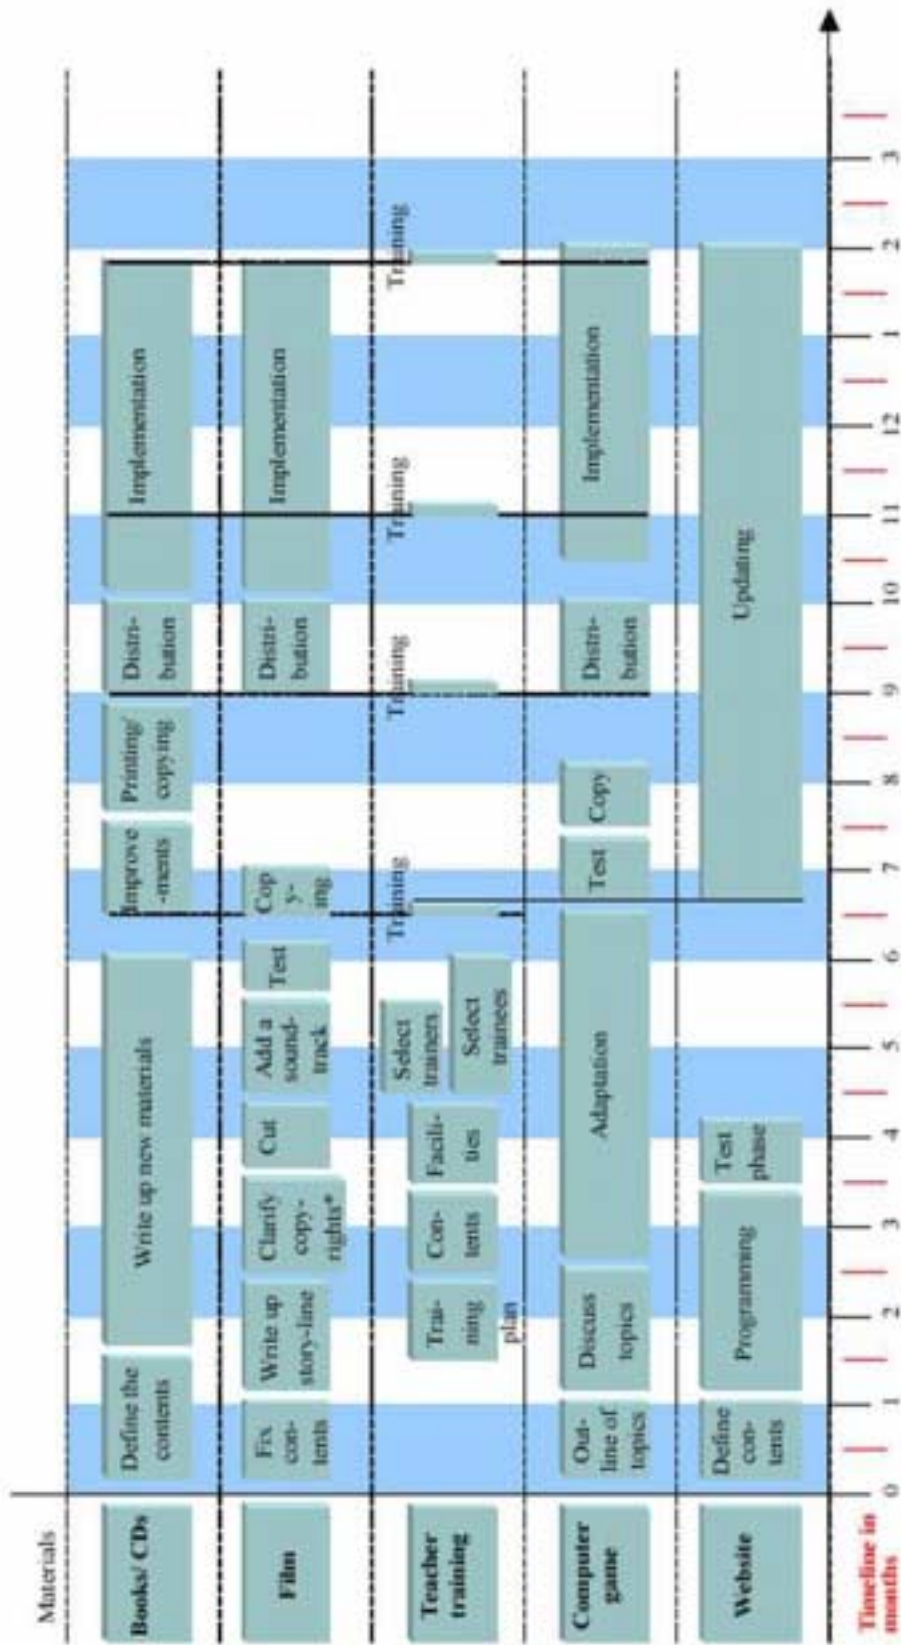 Materials
Books/ CDs
Define the
contents
Write up new materials
Improve
-ments
Printing/
copying
Distri-
bution
Implementation
Film
Fix
con-
tents
Write up
story-line
Clarify
copy-
rights*
Cut
Add a
sound-
track
Test
Cop
y-
ing
Distri-
bution
Implementation
Teacher
training
Trai-
ning
plan
Con-
tents
Facili-
ties
Select
trainers
Select
trainees
Training
Training
Training
Training
Computer
game
Out-
line of
topics
Discuss
topics
Adaptation
Test
Copy
Distri-
bution
Implementation
Website
Define
con-
tents
Programming
Test
phase
Updating
Timeline in
months
0 1 2 3 4 5 6 7 8 9 10 11 12 1 2 3